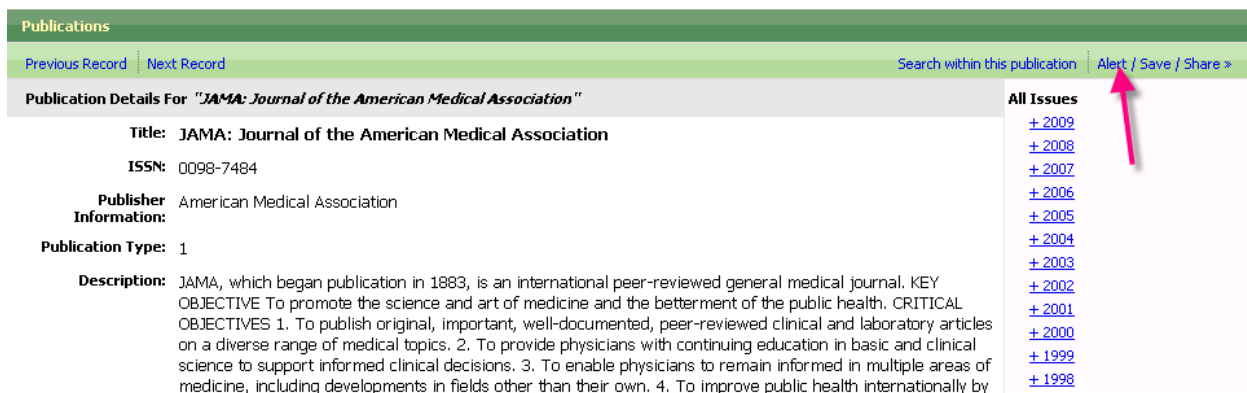 Publications
Previous Record Next Record Search within this publication Alert / Save / Share »
Publication Details For "JAMA: Journal of the American Medical Association"
Title: JAMA: Journal of the American Medical Association
ISSN: 0098-7484
Publisher Information: American Medical Association
Publication Type: 1
Description: JAMA, which began publication in 1883, is an international peer-reviewed general medical journal. KEY
OBJECTIVE To promote the science and art of medicine and the betterment of the public health. CRITICAL
OBJECTIVES 1. To publish original, important, well-documented, peer-reviewed clinical and laboratory articles
on a diverse range of medical topics. 2. To provide physicians with continuing education in basic and clinical
science to support informed clinical decisions. 3. To enable physicians to remain informed in multiple areas of
medicine, including developments in fields other than their own. 4. To improve public health internationally by
All Issues
+ 2009
+ 2008
+ 2007
+ 2006
+ 2005
+ 2004
+ 2003
+ 2002
+ 2001
+ 2000
+ 1999
+ 1998